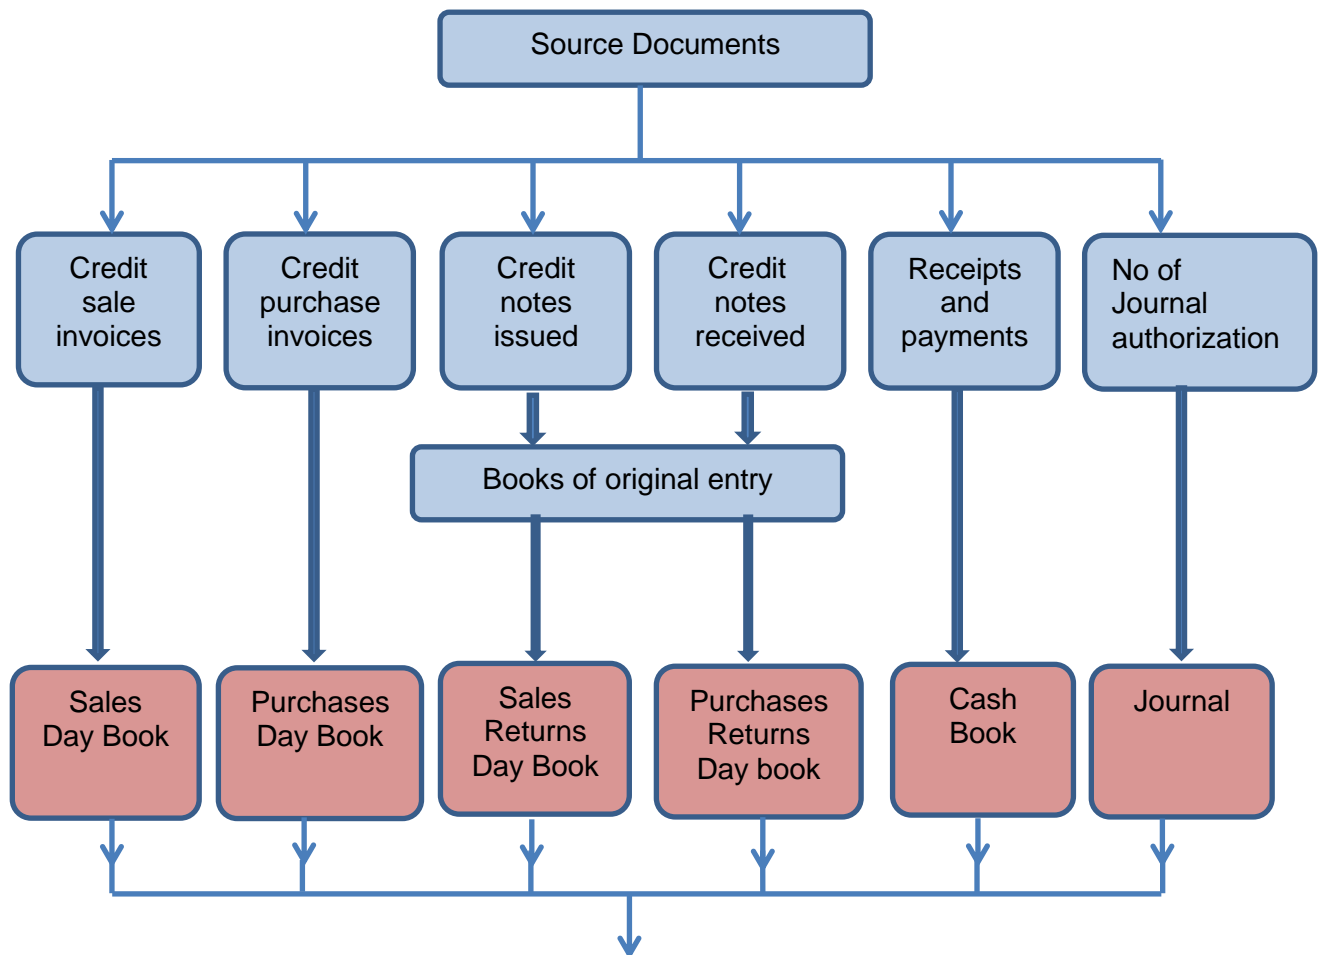 Source Documents
Credit
sale
invoices
Credit
purchase
invoices
Credit
notes
issued
Credit
notes
received
Receipts
and
payments
No of
Journal
authorization
Books of original entry
Sales
Day Book
Purchases
Day Book
Sales
Returns
Day Book
Purchases
Returns
Day book
Cash
Book
Journal